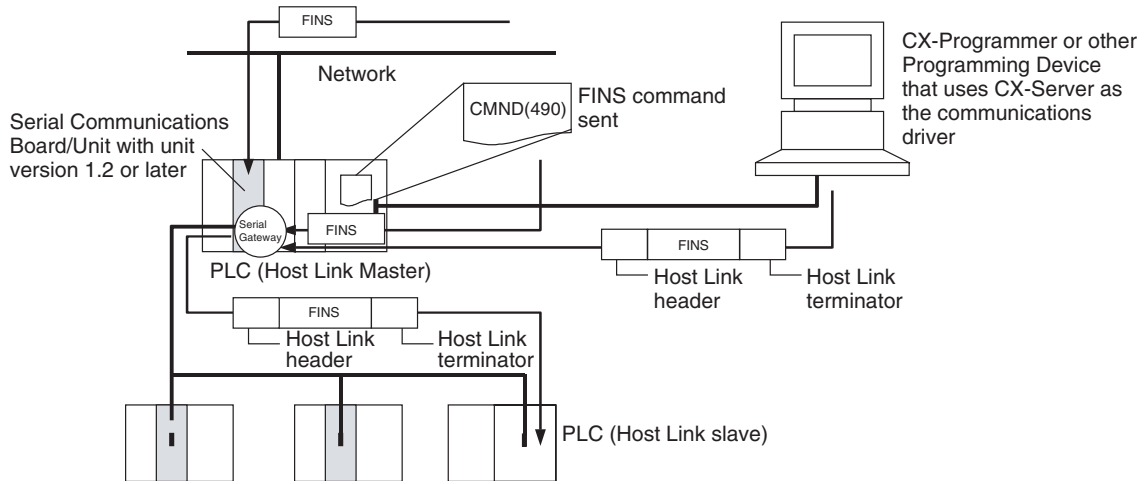 FINS
Network
CMND(490)
FINS command
sent
CX-Programmer or other
Programming Device
that uses CX-Server as
the communications
driver
Serial Communications
Board/Unit with unit
version 1.2 or later
Serial
Gateway
FINS
PLC (Host Link Master)
FINS
Host Link
header
Host Link
terminator
FINS
Host Link
header
Host Link
terminator
PLC (Host Link slave)